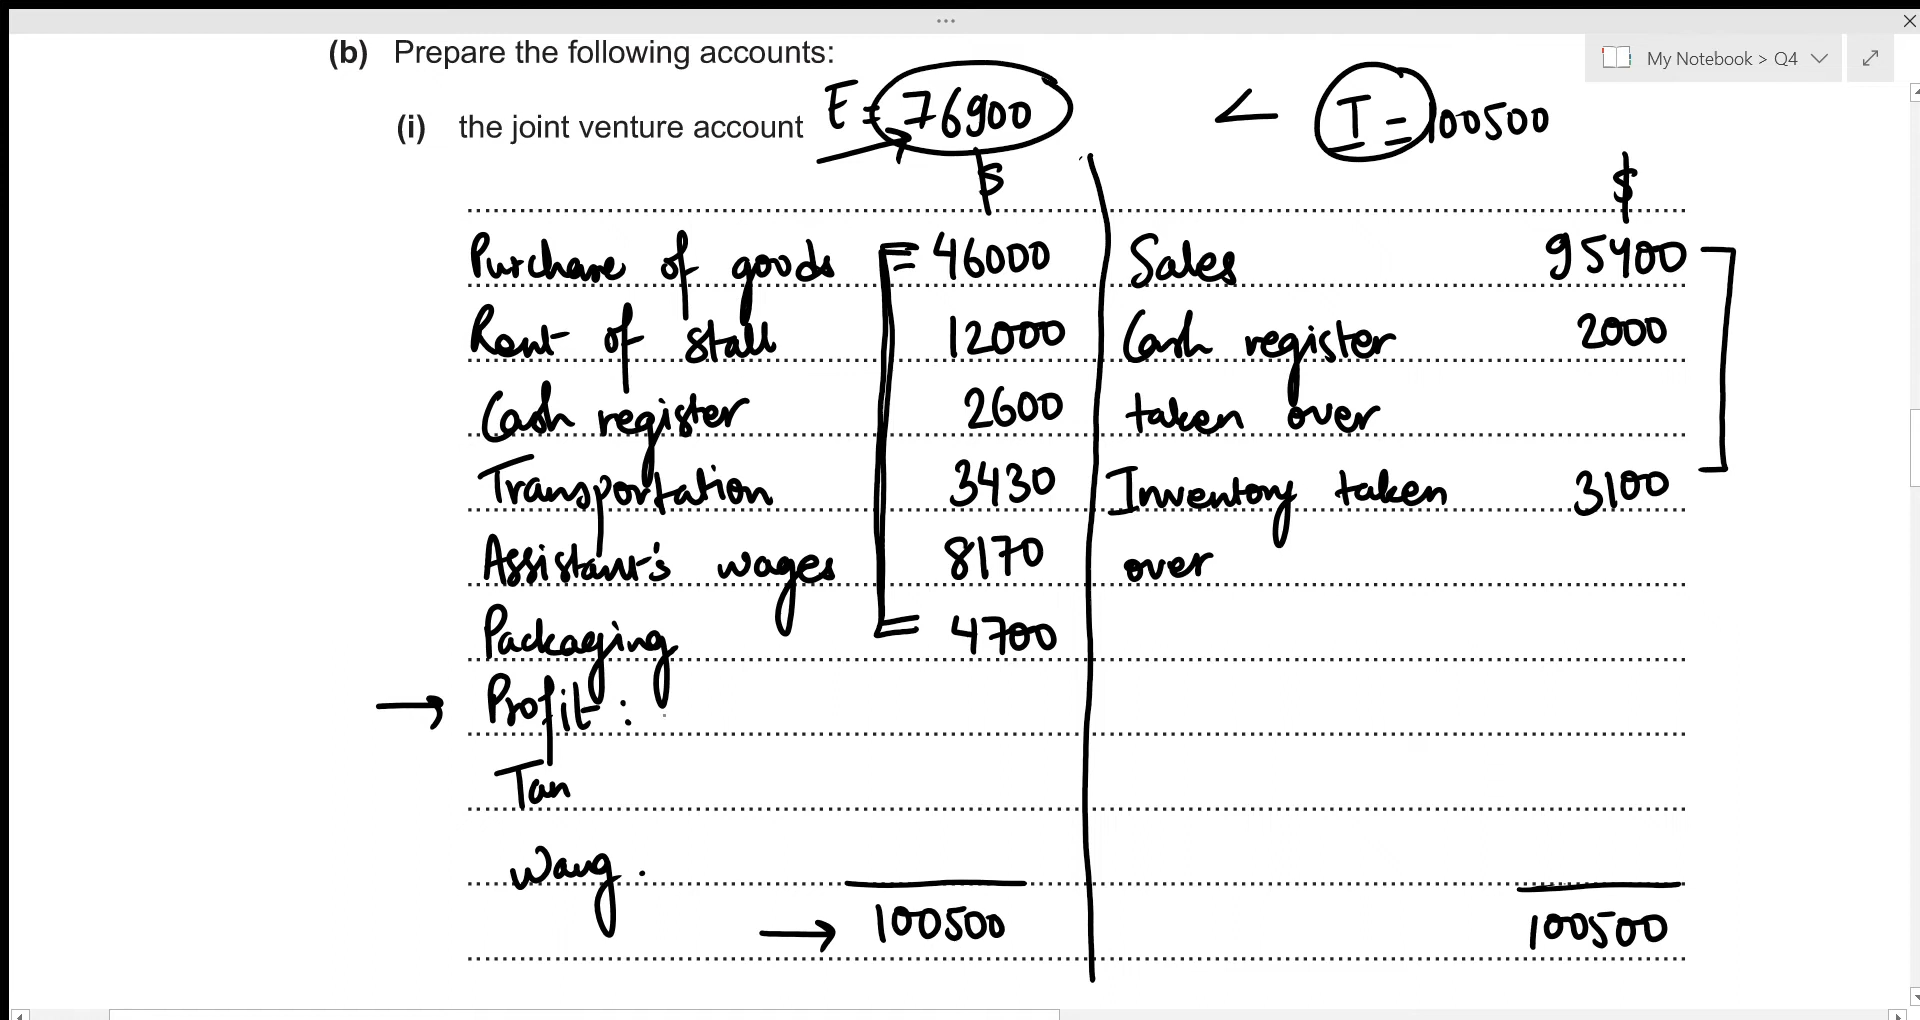 ...
(b) Prepare the following accounts:
My Notebook > Q4
E = 76900 < I = 100500
(i) the joint venture account
$ $
Purchase of goods 46000 Sales 95400
Rent of stall 12000 Cash register 2000
Cash register 2600 taken over
Transportation 3430 Inventory taken 3100
Assistant's wages 8170 over
Packaging 4700
→ Profit :
Tan
Wang .
→ 100500 100500